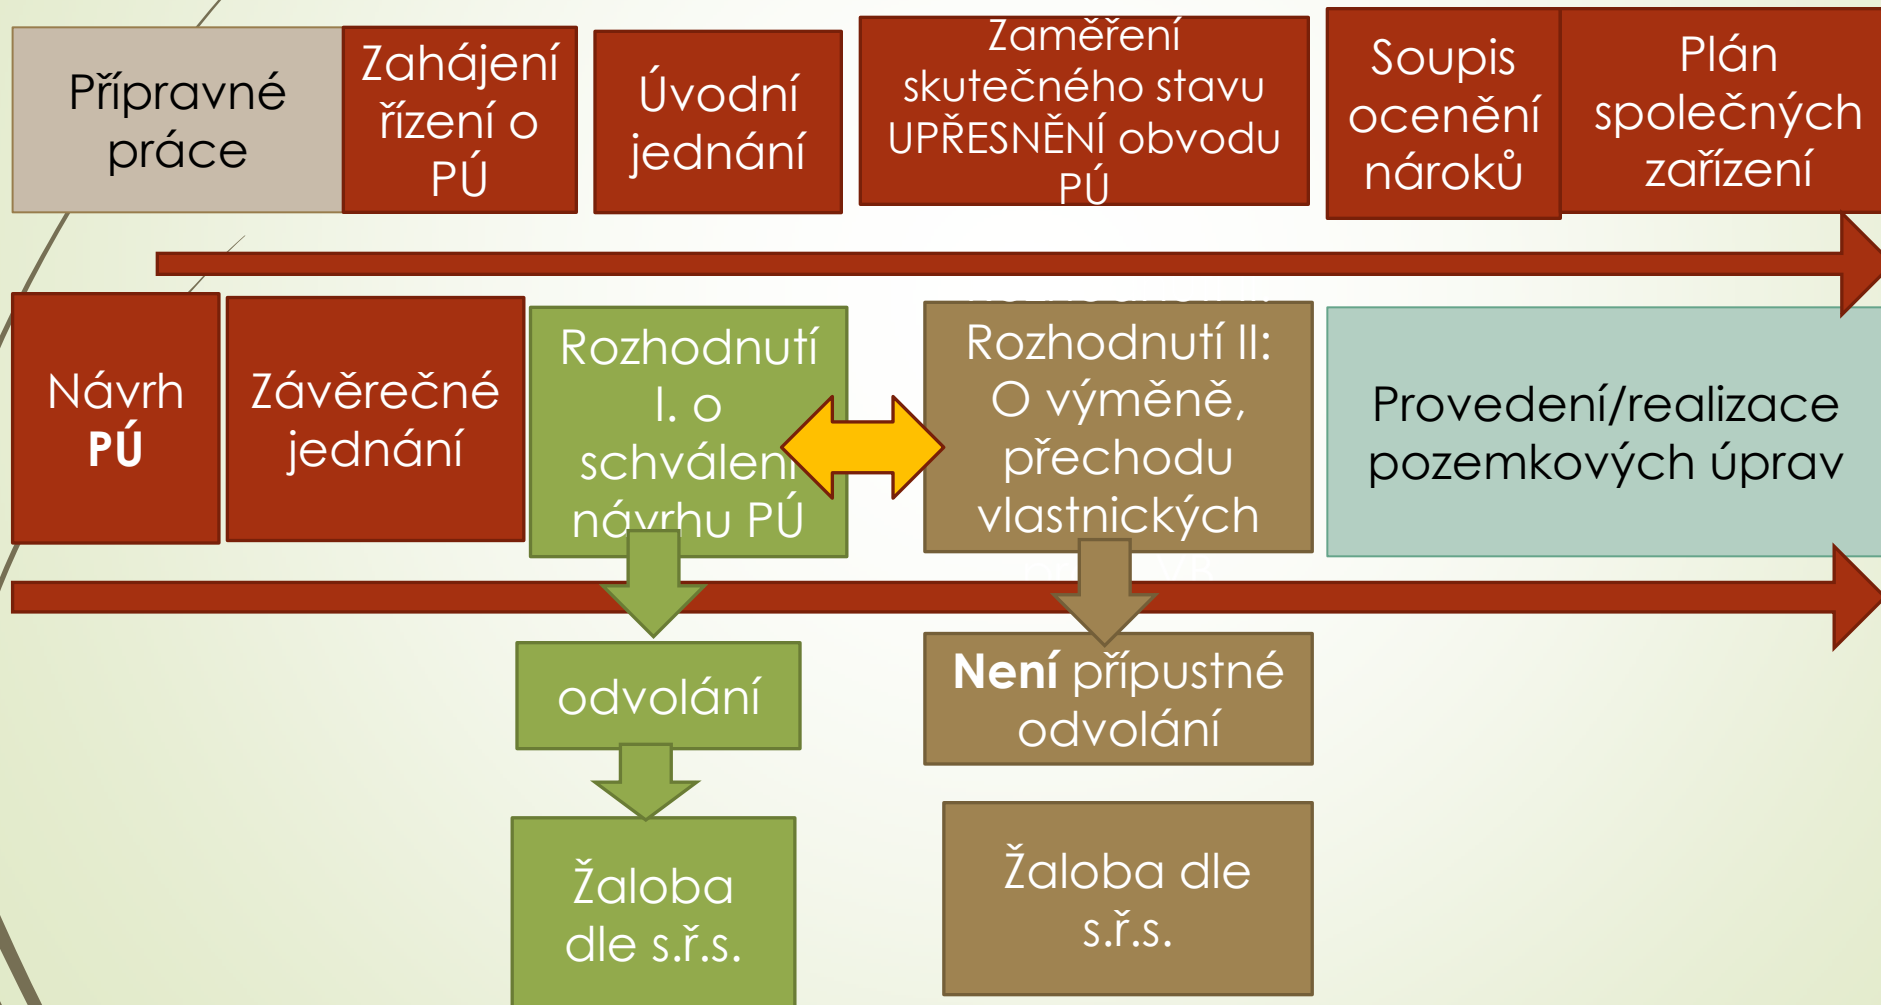 Přípravné
práce
Zahájení
řízení o
PÚ
Úvodní
jednání
Zaměření
skutečného stavu
UPŘESNĚNÍ obvodu
PÚ
Soupis
ocenění
nároků
Plán
společných
zařízení
Návrh
PÚ
Závěrečné
jednání
Rozhodnutí
I. o
schválení
návrhu PÚ
Rozhodnutí II:
O výměně,
přechodu
vlastnických
Provedení/realizace
pozemkových úprav
odvolání
Není přípustné
odvolání
Žaloba
dle s.ř.s.
Žaloba dle
s.ř.s.